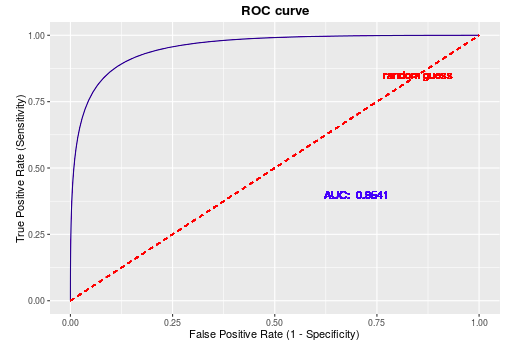 ROC curve
1.00
0.75
0.50
0.25
0.00
True Positive Rate (Sensitivity)
random guess
AUC: 0.9541
0.00
0.25
0.50
0.75
1.00
False Positive Rate (1 - Specificity)